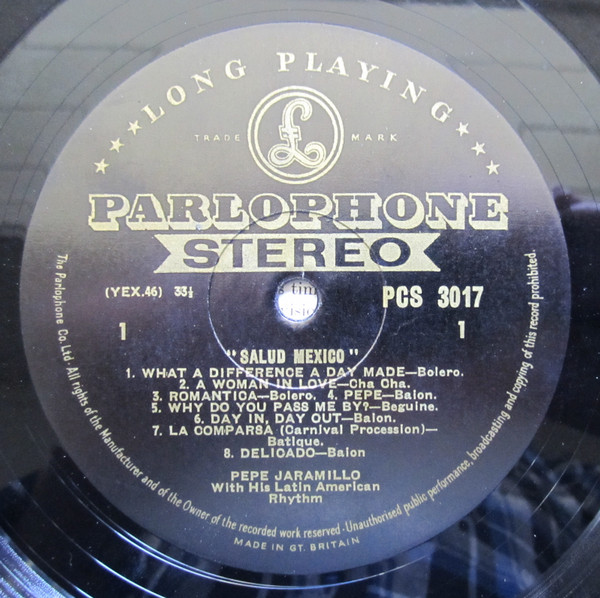 LONG PLAYING
TRADE MARK
£
PARLOPHONE
STEREO
(YEX.46) 33⅓
PCS 3017
1
1
"SALUD MEXICO"
1. WHAT A DIFFERENCE A DAY MADE—Bolero.
2. A WOMAN IN LOVE—Cha Cha.
3. ROMANTICA—Bolero. 4. PEPE—Baion.
5. WHY DO YOU PASS ME BY?—Beguine.
6. DAY IN, DAY OUT—Baion.
7. LA COMPARSA (Carnival Procession)—
Batique.
8. DELICADO—Baion
PEPE JARAMILLO
With His Latin American
Rhythm
The Parlophone Co. Ltd. All rights of the Manufacturer and of the Owner of the recorded work reserved · Unauthorised public performance, broadcasting and copying of this record prohibited.
MADE IN GT. BRITAIN